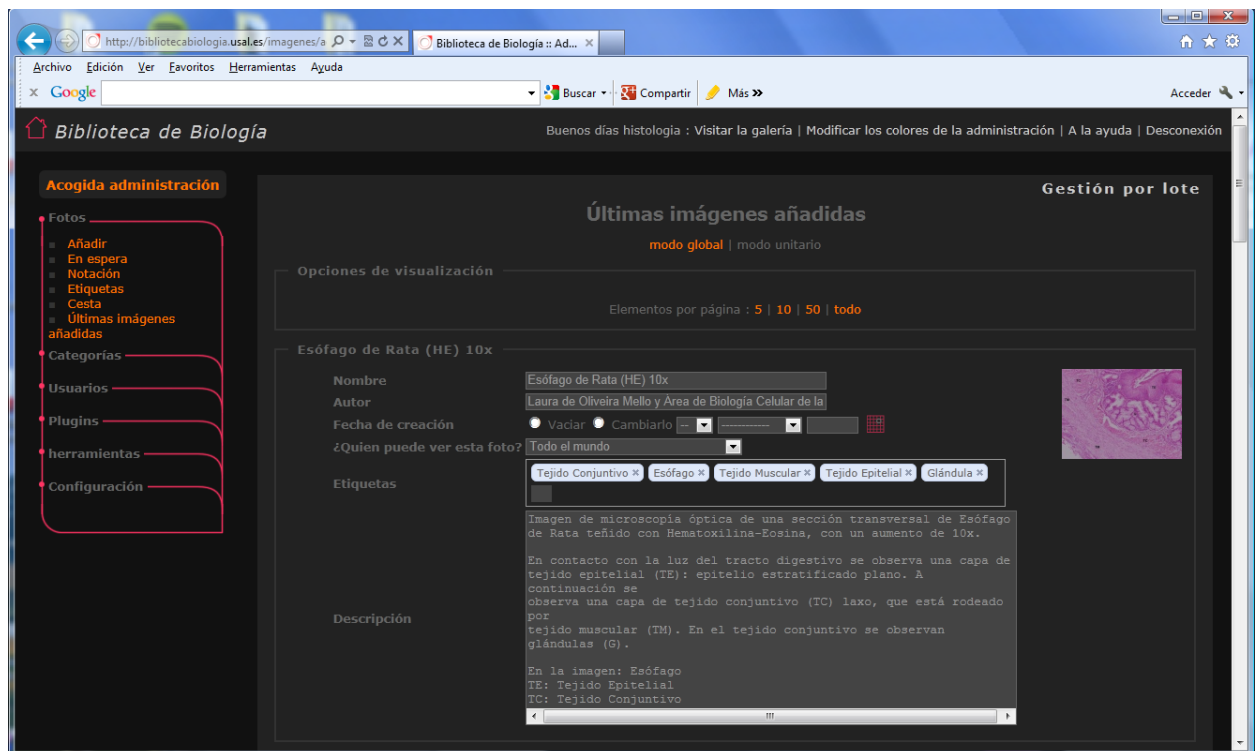 http://bibliotecabiologia.usal.es/imagenes/a
Biblioteca de Biología :: Ad...
Archivo Edición Ver Favoritos Herramientas Ayuda
x Google Buscar Compartir Más >> Acceder
Biblioteca de Biología
Buenos días histologia : Visitar la galería | Modificar los colores de la administración | A la ayuda | Desconexión
Acogida administración
Fotos
Añadir
En espera
Notación
Etiquetas
Cesta
Últimas imágenes
añadidas
Categorías
Usuarios
Plugins
herramientas
Configuración
Gestión por lote
Últimas imágenes añadidas
modo global | modo unitario
Opciones de visualización
Elementos por página : 5 | 10 | 50 | todo
Esófago de Rata (HE) 10x
Nombre Esófago de Rata (HE) 10x
Autor Laura de Oliveira Mello y Área de Biología Celular de la
Fecha de creación Vaciar Cambiarlo -- ------------
¿Quien puede ver esta foto? Todo el mundo
Etiquetas Tejido Conjuntivo × Esófago × Tejido Muscular × Tejido Epitelial × Glándula ×
Descripción
Imagen de microscopía óptica de una sección transversal de Esófago
de Rata teñido con Hematoxilina-Eosina, con un aumento de 10x.
En contacto con la luz del tracto digestivo se observa una capa de
tejido epitelial (TE): epitelio estratificado plano. A
continuación se
observa una capa de tejido conjuntivo (TC) laxo, que está rodeado
por
tejido muscular (TM). En el tejido conjuntivo se observan
glándulas (G).
En la imagen: Esófago
TE: Tejido Epitelial
TC: Tejido Conjuntivo